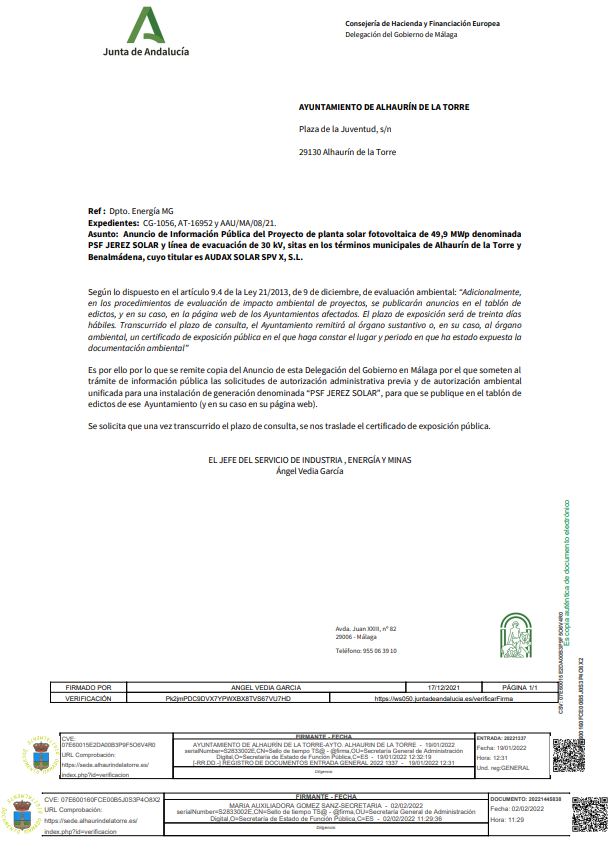 Junta de Andalucía
Consejería de Hacienda y Financiación Europea
Delegación del Gobierno de Málaga
AYUNTAMIENTO DE ALHAURÍN DE LA TORRE
Plaza de la Juventud, s/n
29130 Alhaurín de la Torre
Ref : Dpto. Energía MG
Expedientes: CG-1056, AT-16952 y AAU/MA/08/21.
Asunto: Anuncio de Información Pública del Proyecto de planta solar fotovoltaica de 49,9 MWp denominada
PSF JEREZ SOLAR y línea de evacuación de 30 kV, sitas en los términos municipales de Alhaurín de la Torre y
Benalmádena, cuyo titular es AUDAX SOLAR SPV X, S.L.
Según lo dispuesto en el artículo 9.4 de la Ley 21/2013, de 9 de diciembre, de evaluación ambiental: “Adicionalmente,
en los procedimientos de evaluación de impacto ambiental de proyectos, se publicarán anuncios en el tablón de
edictos, y en su caso, en la página web de los Ayuntamientos afectados. El plazo de exposición será de treinta días
hábiles. Transcurrido el plazo de consulta, el Ayuntamiento remitirá al órgano sustantivo o, en su caso, al órgano
ambiental, un certificado de exposición pública en el que haga constar el lugar y periodo en que ha estado expuesta la
documentación ambiental”
Es por ello por lo que se remite copia del Anuncio de esta Delegación del Gobierno en Málaga por el que someten al
trámite de información pública las solicitudes de autorización administrativa previa y de autorización ambiental
unificada para una instalación de generación denominada “PSF JEREZ SOLAR”, para que se publique en el tablón de
edictos de ese Ayuntamiento (y en su caso en su página web).
Se solicita que una vez transcurrido el plazo de consulta, se nos traslade el certificado de exposición pública.
EL JEFE DEL SERVICIO DE INDUSTRIA , ENERGÍA Y MINAS
Ángel Vedia García
Avda. Juan XXIII, nº 82
29006 - Málaga
Teléfono: 955 06 39 10
Es copia auténtica de documento electrónico
CSV: 07E60015E2DA00B3P9F5O6V4R0
FIRMADO POR ANGEL VEDIA GARCIA 17/12/2021 PÁGINA 1/1
VERIFICACIÓN Pk2jmPDC9DVX7YPWXBX8TVS67VU7HD https://ws050.juntadeandalucia.es/verificarFirma
CVE:
07E60015E2DA00B3P9F5O6V4R0
URL Comprobación:
https://sede.alhaurindelatorre.es/
index.php?id=verificacion
FIRMANTE - FECHA
AYUNTAMIENTO DE ALHAURÍN DE LA TORRE-AYTO. ALHAURIN DE LA TORRE - 19/01/2022
serialNumber=S2833002E,CN=Sello de tiempo TS@ - @firma,OU=Secretaría General de Administración
Digital,O=Secretaría de Estado de Función Pública,C=ES - 19/01/2022 12:32:19
(-RR.DD.-) REGISTRO DE DOCUMENTOS ENTRADA GENERAL 2022 1337 - 19/01/2022 12:31
Diligencia:
ENTRADA: 20221337
Fecha: 19/01/2022
Hora: 12:31
Und. reg:GENERAL
CVE: 07E600160FCE00B5J0S3P4O8X2
URL Comprobación:
https://sede.alhaurindelatorre.es/
index.php?id=verificacion
FIRMANTE - FECHA
MARIA AUXILIADORA GOMEZ SANZ-SECRETARIA - 02/02/2022
serialNumber=S2833002E,CN=Sello de tiempo TS@ - @firma,OU=Secretaría General de Administración
Digital,O=Secretaría de Estado de Función Pública,C=ES - 02/02/2022 11:29:36
Diligencia:
DOCUMENTO: 20221445938
Fecha: 02/02/2022
Hora: 11:29